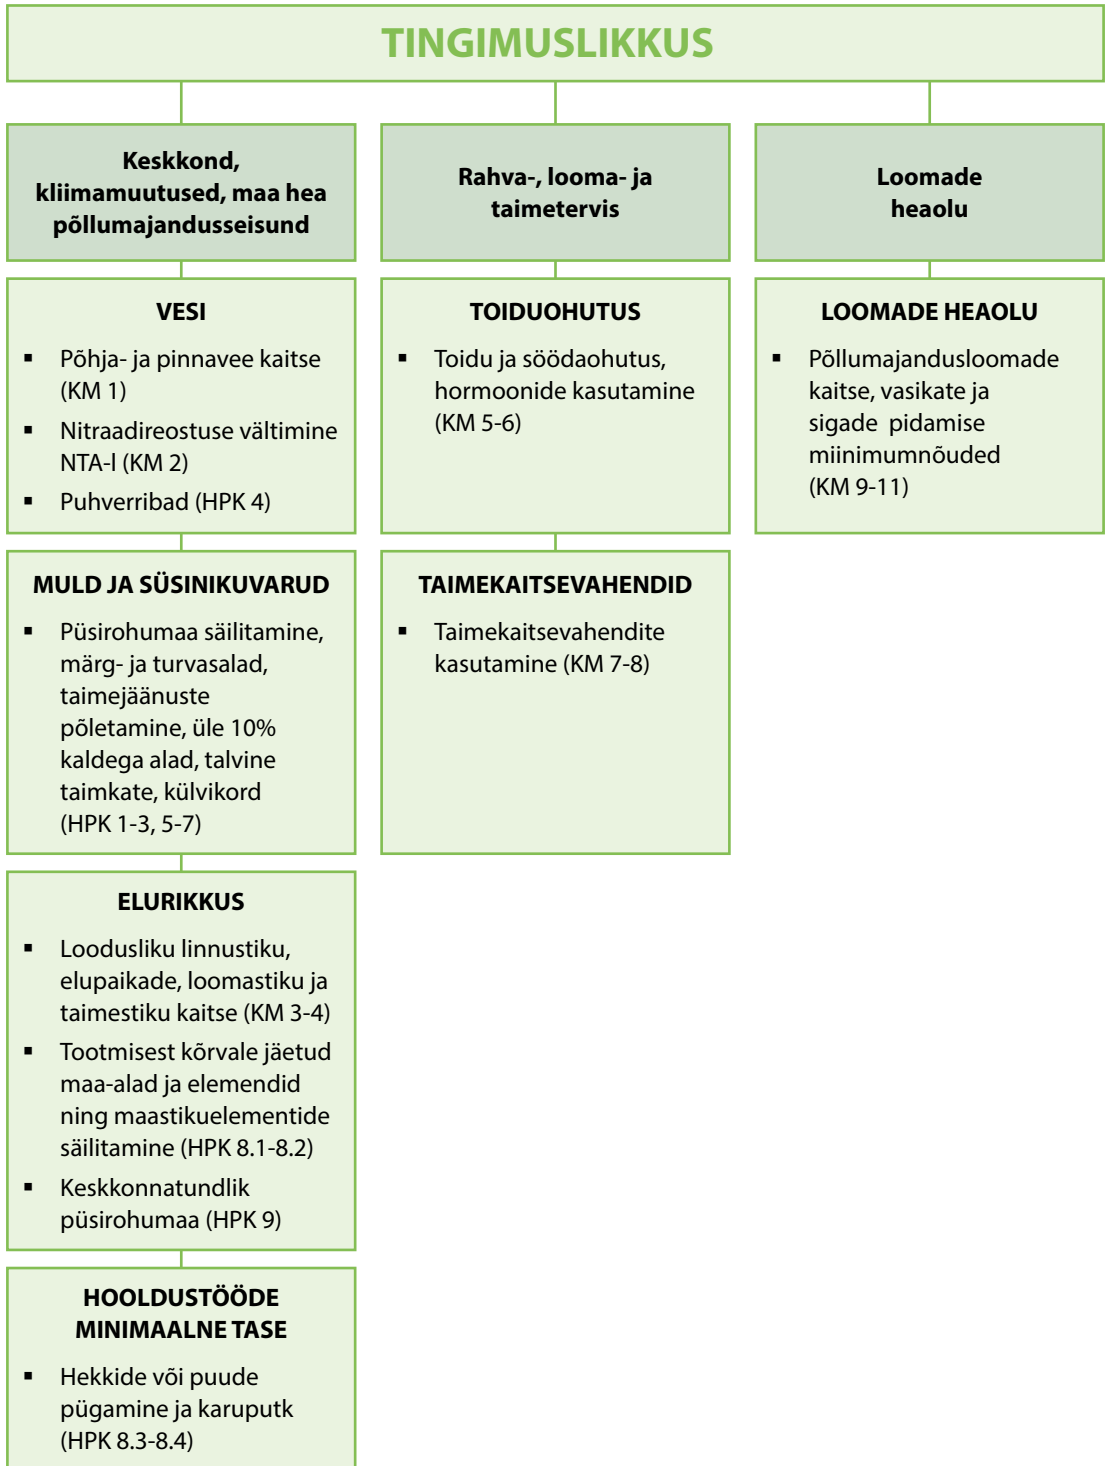 TINGIMUSLIKKUS
Keskkond,
kliimamuutused, maa hea
põllumajandusseisund
VESI
▪ Põhja- ja pinnavee kaitse
(KM 1)
▪ Nitraadireostuse vältimine
NTA-l (KM 2)
▪ Puhverribad (HPK 4)
MULD JA SÜSINIKUVARUD
▪ Püsirohumaa säilitamine,
märg- ja turvasalad,
taimejäänuste
põletamine, üle 10%
kaldega alad, talvine
taimkate, külvikord
(HPK 1-3, 5-7)
ELURIKKUS
▪ Loodusliku linnustiku,
elupaikade, loomastiku ja
taimestiku kaitse (KM 3-4)
▪ Tootmisest kõrvale jäetud
maa-alad ja elemendid
ning maastikuelementide
säilitamine (HPK 8.1-8.2)
▪ Keskkonnatundlik
püsirohumaa (HPK 9)
HOOLDUSTÖÖDE
MINIMAALNE TASE
▪ Hekkide või puude
pügamine ja karuputk
(HPK 8.3-8.4)
Rahva-, looma- ja
taimetervis
TOIDUOHUTUS
▪ Toidu ja söödaohutus,
hormoonide kasutamine
(KM 5-6)
TAIMEKAITSEVAHENDID
▪ Taimekaitsevahendite
kasutamine (KM 7-8)
Loomade
heaolu
LOOMADE HEAOLU
▪ Põllumajandusloomade
kaitse, vasikate ja
sigade pidamise
miinimumnõuded
(KM 9-11)